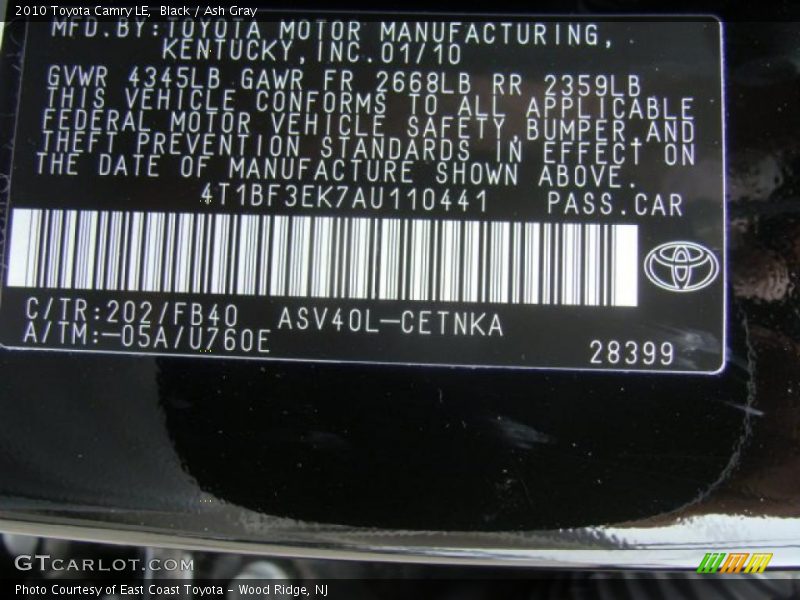 2010 Toyota Camry LE, Black / Ash Gray
MFD.BY:TOYOTA MOTOR MANUFACTURING,
KENTUCKY,INC.01/10
GVWR 4345LB GAWR FR 2668LB RR 2359LB
THIS VEHICLE CONFORMS TO ALL APPLICABLE
FEDERAL MOTOR VEHICLE SAFETY,BUMPER,AND
THEFT PREVENTION STANDARDS IN EFFECT ON
THE DATE OF MANUFACTURE SHOWN ABOVE.
4T1BF3EK7AU110441 PASS.CAR
C/TR:202/FB40 ASV40L-CETNKA
A/TM:-05A/U760E
28399
GTCARLOT.COM
Photo Courtesy of East Coast Toyota - Wood Ridge, NJ